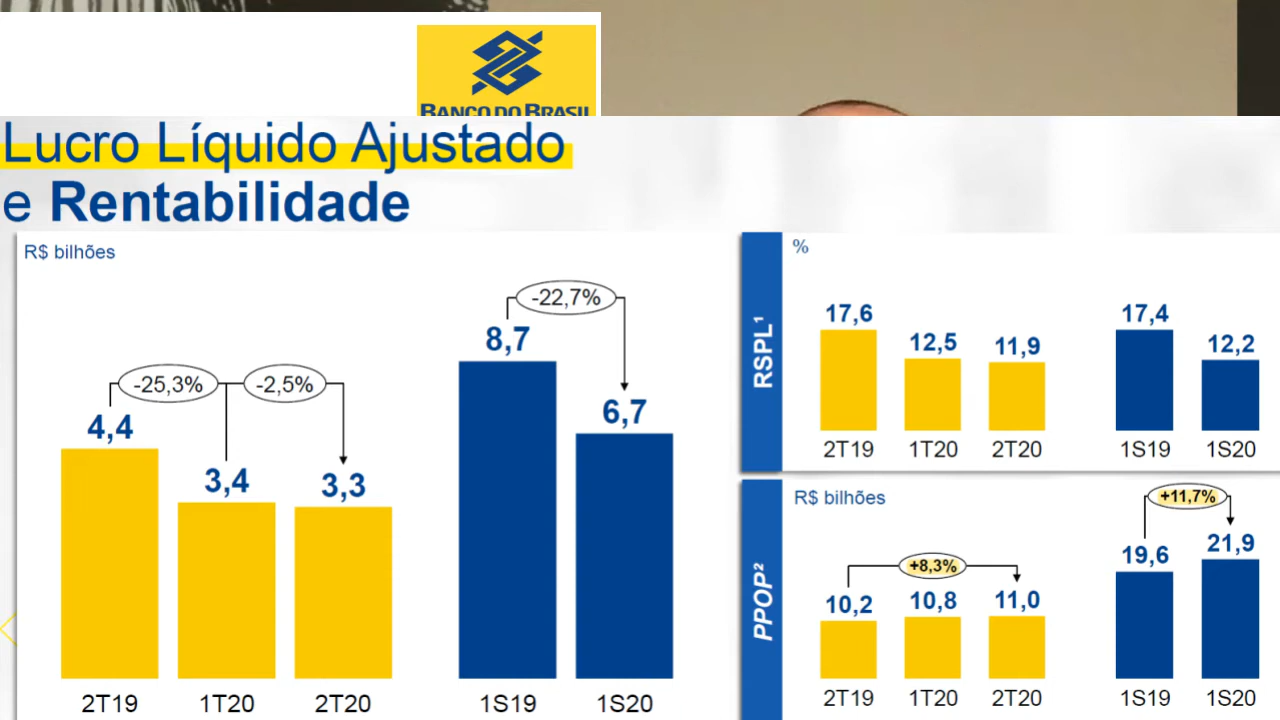 BANCO DO BRASIL
Lucro Líquido Ajustado
e Rentabilidade
R$ bilhões
-22,7%
8,7
-25,3%
-2,5%
6,7
4,4
3,4
3,3
2T19
1T20
2T20
1S19
1S20
RSPL¹
%
17,6
12,5
11,9
17,4
12,2
2T19
1T20
2T20
1S19
1S20
PPOP²
R$ bilhões
+11,7%
+8,3%
19,6
21,9
10,2
10,8
11,0
2T19
1T20
2T20
1S19
1S20